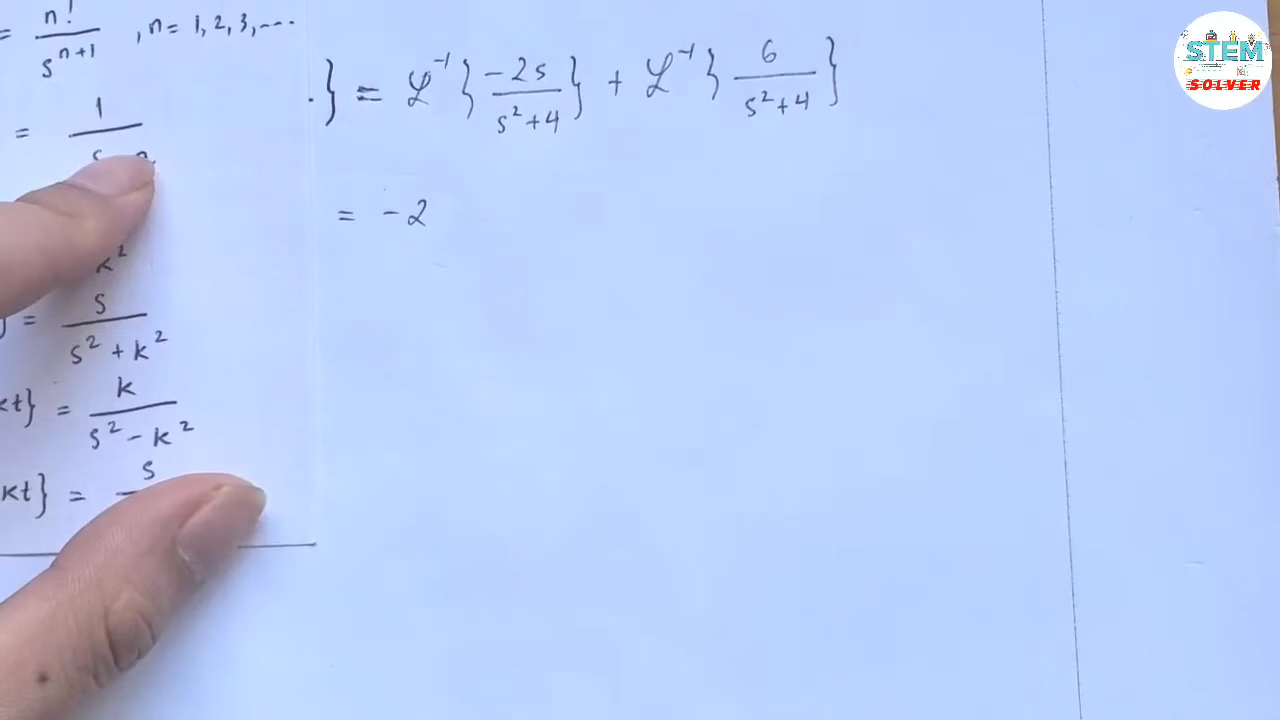 = n! / s^{n+1} , n = 1, 2, 3, ....
= 1 /
k²
= s / s² + k²
kt} = k / s² - k²
kt} = s
.} = ℒ⁻¹{ -2s / s²+4 } + ℒ⁻¹{ 6 / s²+4 }
= -2
STEM
SOLVER